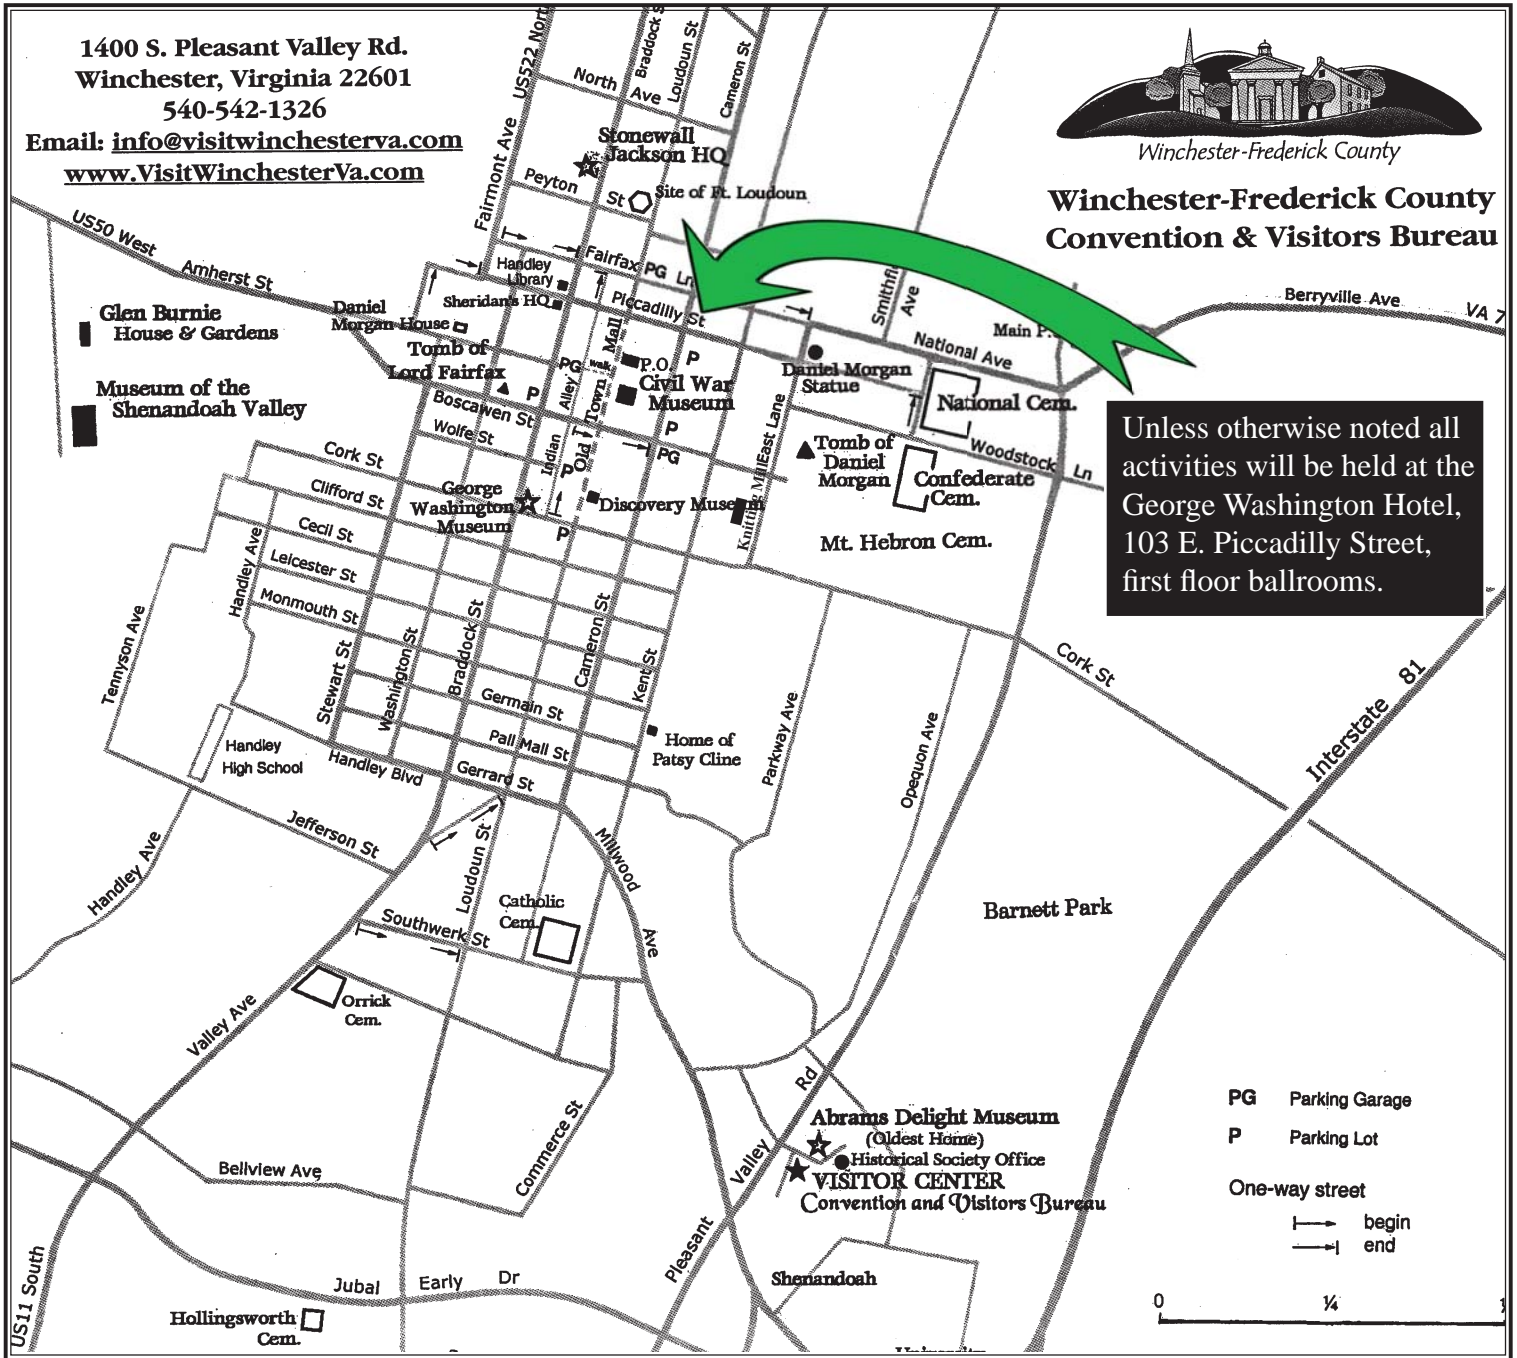 1400 S. Pleasant Valley Rd.
Winchester, Virginia 22601
540-542-1326
Email: info@visitwinchesterva.com
www.VisitWinchesterVa.com
Winchester-Frederick County
Winchester-Frederick County
Convention & Visitors Bureau
US522 North
Braddock St
Loudoun St
Cameron St
North
Ave
Fairmont Ave
Stonewall
Jackson HQ
Peyton
St
Site of Ft. Loudoun
US50 West
Amherst St
Fairfax
PG
Ln
Handley
Library
Sheridan's HQ
Piccadilly St
Smithfi
Ave
Berryville Ave
VA 7
Main P.
National Ave
Glen Burnie
House & Gardens
Daniel
Morgan House
Tomb of
Lord Fairfax
P
PG
walk
Mall
Town
Old
Alley
Indian
P.O.
P
Civil War
Museum
Daniel Morgan
Statue
National Cem.
Museum of the
Shenandoah Valley
Boscawen St
Wolfe St
P
PG
P
East Lane
Knitting Mill
Tomb of
Daniel
Morgan
Woodstock
Ln
Confederate
Cem.
Mt. Hebron Cem.
Cork St
Clifford St
George
Washington
Museum
Discovery Museum
P
Cecil St
Leicester St
Monmouth St
Handley Ave
Tennyson Ave
Stewart St
Washington St
Braddock St
Cameron St
Kent St
Germain St
Pall Mall St
Gerrard St
Handley Blvd
Handley
High School
Home of
Patsy Cline
Parkway Ave
Opequon Ave
Cork St
Interstate 81
Unless otherwise noted all
activities will be held at the
George Washington Hotel,
103 E. Piccadilly Street,
first floor ballrooms.
Jefferson St
Handley Ave
Loudoun St
Millwood
Ave
Catholic
Cem.
Southwerk St
Barnett Park
Orrick
Cem.
Valley Ave
Commerce St
Bellview Ave
Abrams Delight Museum
(Oldest Home)
Historical Society Office
VISITOR CENTER
Convention and Visitors Bureau
Pleasant
Valley
Rd
Shenandoah
University
US11 South
Jubal
Early
Dr
Hollingsworth
Cem.
PG Parking Garage
P Parking Lot
One-way street
begin
end
0
¼